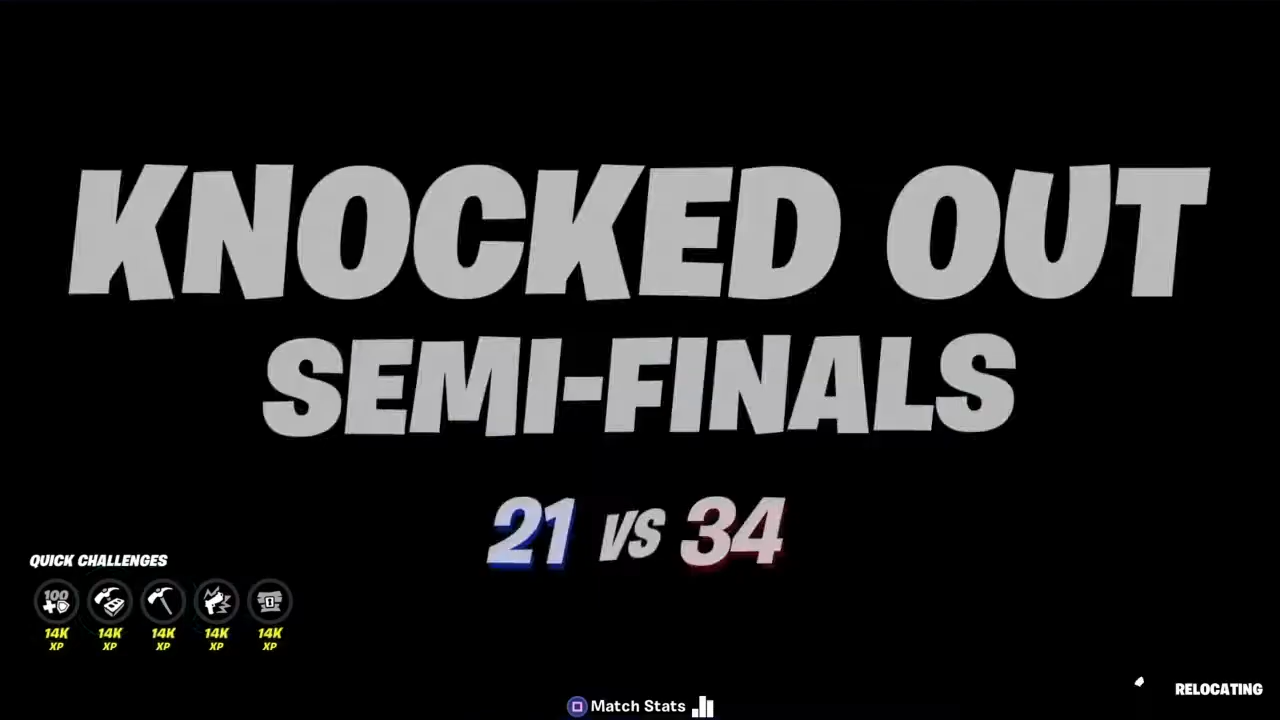 KNOCKED OUT
SEMI-FINALS
21 VS 34
QUICK CHALLENGES
100
14K 14K 14K 14K 14K
XP XP XP XP XP
Match Stats
RELOCATING